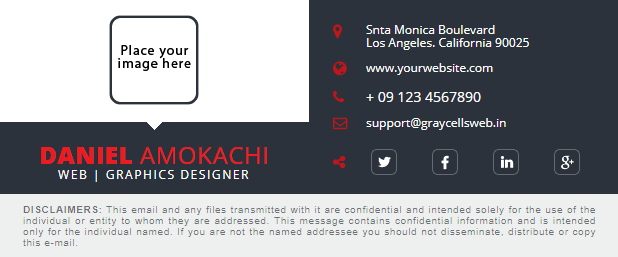 Place your
image here
DANIEL AMOKACHI
WEB | GRAPHICS DESIGNER
Snta Monica Boulevard
Los Angeles. California 90025
www.yourwebsite.com
+ 09 123 4567890
support@graycellsweb.in
DISCLAIMERS: This email and any files transmitted with it are confidential and intended solely for the use of the
individual or entity to whom they are addressed. This message contains confidential information and is intended
only for the individual named. If you are not the named addressee you should not disseminate, distribute or copy
this e-mail.